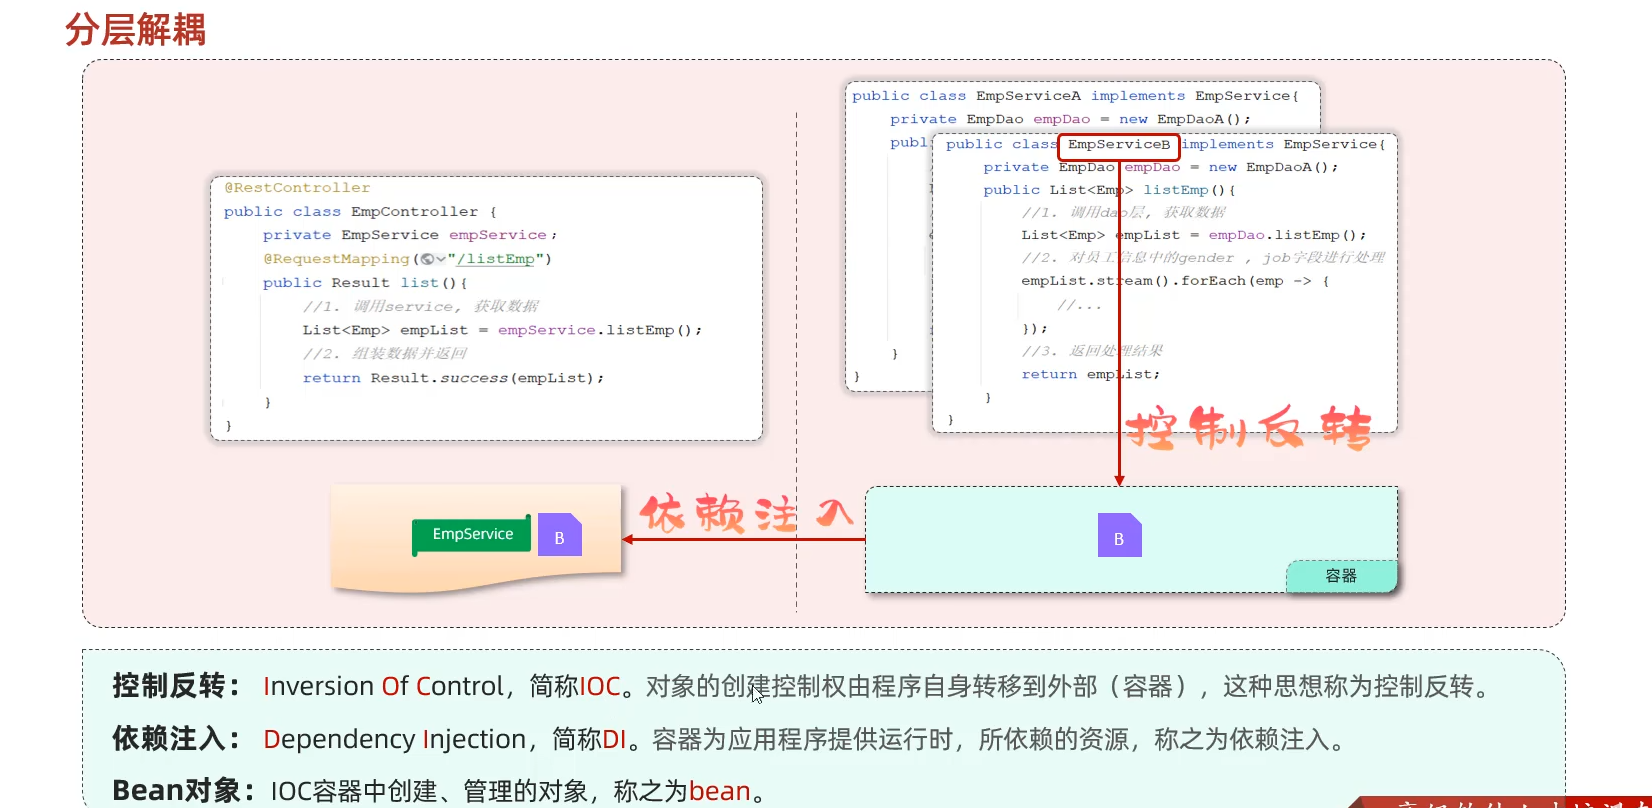 分层解耦
@RestController
public class EmpController {
private EmpService empService;
@RequestMapping("/listEmp")
public Result list(){
//1. 调用service, 获取数据
List<Emp> empList = empService.listEmp();
//2. 组装数据并返回
return Result.success(empList);
}
}
public class EmpServiceA implements EmpService{
private EmpDao empDao = new EmpDaoA();
publ
}
}
public class EmpServiceB implements EmpService{
private EmpDao empDao = new EmpDaoA();
public List<Emp> listEmp(){
//1. 调用dao层, 获取数据
List<Emp> empList = empDao.listEmp();
//2. 对员工信息中的gender , job字段进行处理
empList.stream().forEach(emp -> {
//...
});
//3. 返回处理结果
return empList;
}
}
控制反转
依赖注入
EmpService
B
B
容器
控制反转： Inversion Of Control，简称IOC。对象的创建控制权由程序自身转移到外部（容器），这种思想称为控制反转。
依赖注入： Dependency Injection，简称DI。容器为应用程序提供运行时，所依赖的资源，称之为依赖注入。
Bean对象：IOC容器中创建、管理的对象，称之为bean。